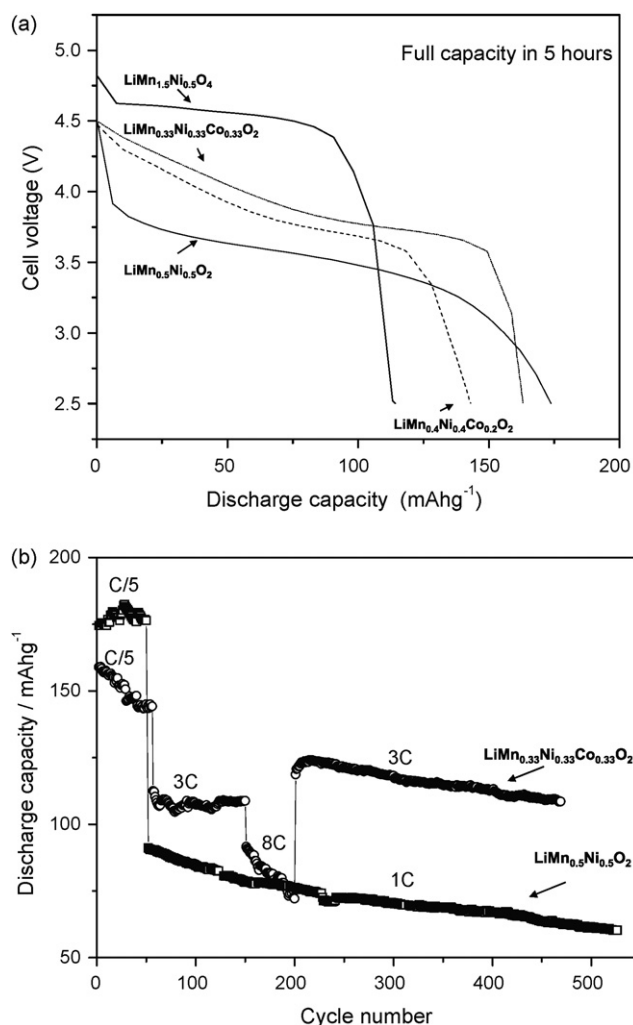 (a)
Full capacity in 5 hours
LiMn1.5Ni0.5O4
LiMn0.33Ni0.33Co0.33O2
LiMn0.5Ni0.5O2
LiMn0.4Ni0.4Co0.2O2
Cell voltage (V)
5.0
4.5
4.0
3.5
3.0
2.5
0
50
100
150
200
Discharge capacity (mAhg-1)
(b)
C/5
C/5
3C
8C
3C
1C
LiMn0.33Ni0.33Co0.33O2
LiMn0.5Ni0.5O2
Discharge capacity / mAhg-1
200
150
100
50
0
100
200
300
400
500
Cycle number